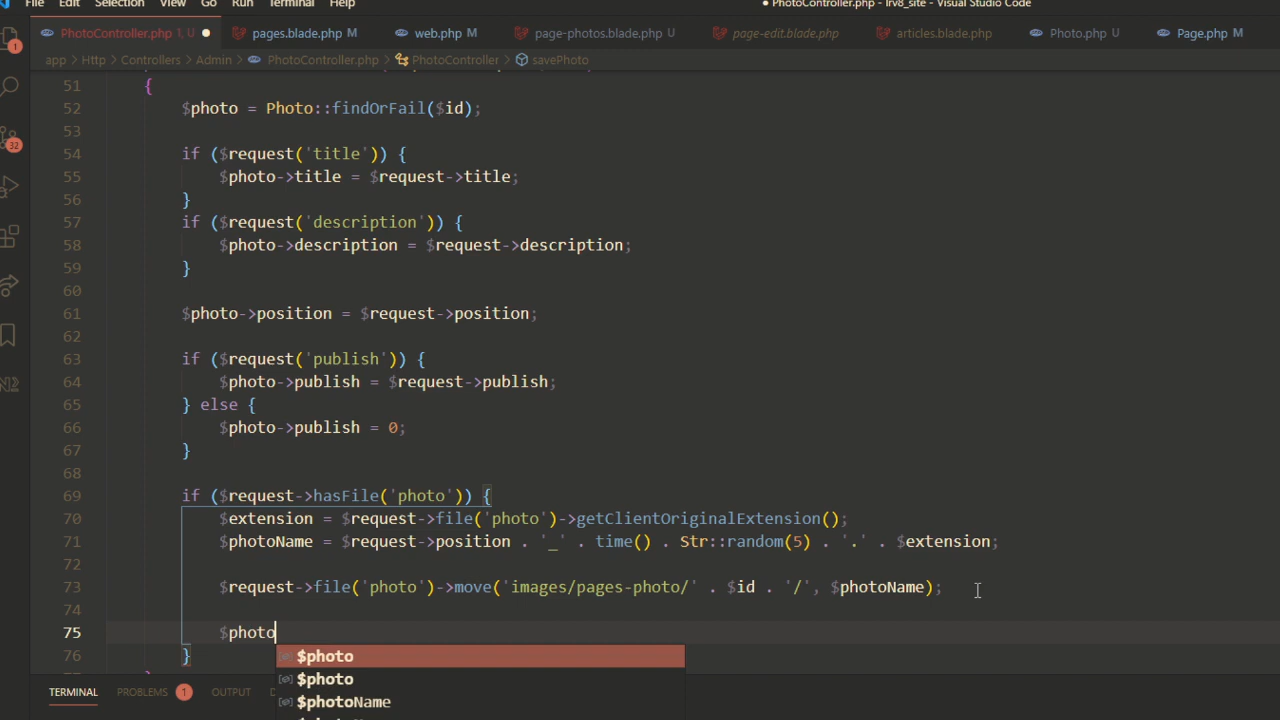 File Edit Selection View Go Run Terminal Help ● PhotoController.php - lrv8_site - Visual Studio Code
PhotoController.php 1, U ● pages.blade.php M web.php M page-photos.blade.php U page-edit.blade.php articles.blade.php Photo.php U Page.php M
app > Http > Controllers > Admin > PhotoController.php > PhotoController > savePhoto
51 {
52 $photo = Photo::findOrFail($id);
53
54 if ($request('title')) {
55 $photo->title = $request->title;
56 }
57 if ($request('description')) {
58 $photo->description = $request->description;
59 }
60
61 $photo->position = $request->position;
62
63 if ($request('publish')) {
64 $photo->publish = $request->publish;
65 } else {
66 $photo->publish = 0;
67 }
68
69 if ($request->hasFile('photo')) {
70 $extension = $request->file('photo')->getClientOriginalExtension();
71 $photoName = $request->position . '_' . time() . Str::random(5) . '.' . $extension;
72
73 $request->file('photo')->move('images/pages-photo/' . $id . '/', $photoName);
74
75 $photo
76 }
$photo
$photo
$photoName
TERMINAL PROBLEMS 1 OUTPUT
1
32